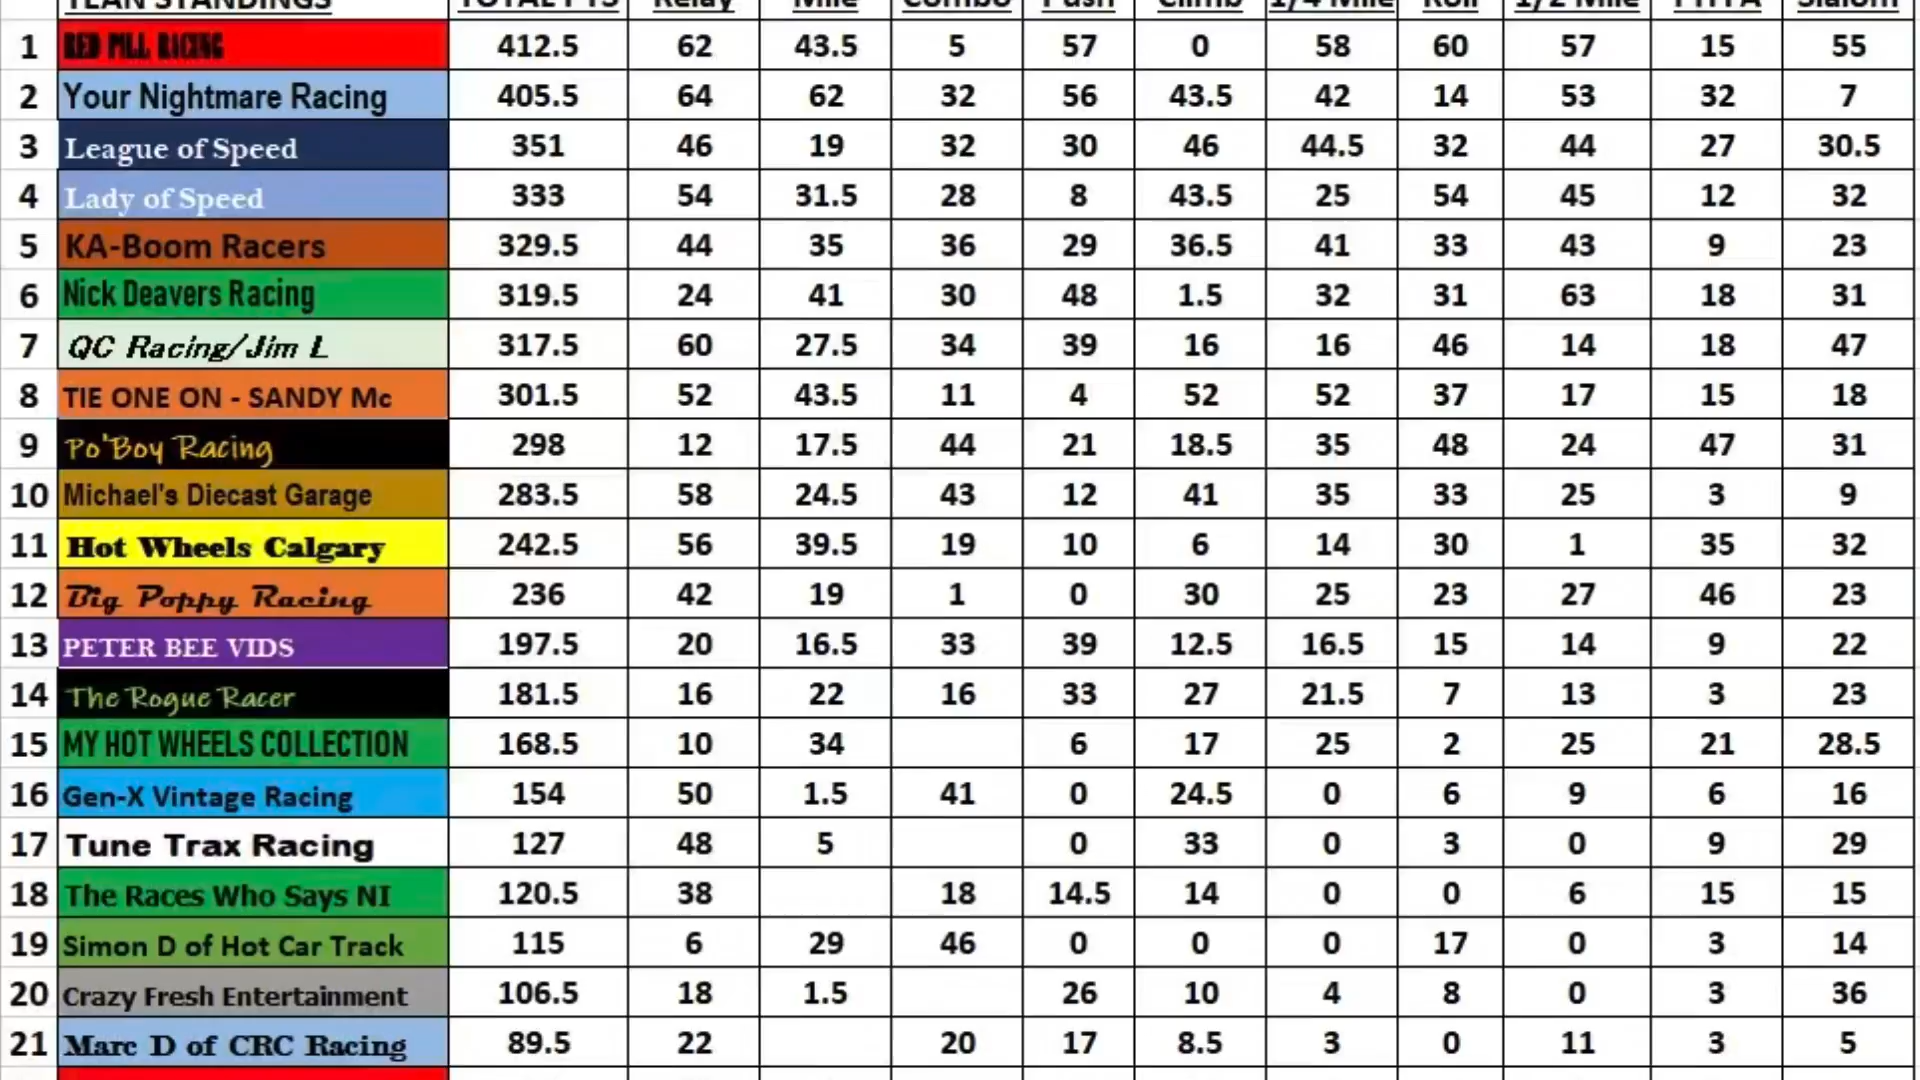 TEAM STANDINGS TOTAL PTS Relay Mile Combo Push Climb 1/4 Mile Roll 1/2 Mile Slalom
1 RED PILL RACING 412.5 62 43.5 5 57 0 58 60 57 15 55
2 Your Nightmare Racing 405.5 64 62 32 56 43.5 42 14 53 32 7
3 League of Speed 351 46 19 32 30 46 44.5 32 44 27 30.5
4 Lady of Speed 333 54 31.5 28 8 43.5 25 54 45 12 32
5 KA-Boom Racers 329.5 44 35 36 29 36.5 41 33 43 9 23
6 Nick Deavers Racing 319.5 24 41 30 48 1.5 32 31 63 18 31
7 QC Racing/Jim L 317.5 60 27.5 34 39 16 16 46 14 18 47
8 TIE ONE ON - SANDY Mc 301.5 52 43.5 11 4 52 52 37 17 15 18
9 Po'Boy Racing 298 12 17.5 44 21 18.5 35 48 24 47 31
10 Michael's Diecast Garage 283.5 58 24.5 43 12 41 35 33 25 3 9
11 Hot Wheels Calgary 242.5 56 39.5 19 10 6 14 30 1 35 32
12 Big Poppy Racing 236 42 19 1 0 30 25 23 27 46 23
13 PETER BEE VIDS 197.5 20 16.5 33 39 12.5 16.5 15 14 9 22
14 The Rogue Racer 181.5 16 22 16 33 27 21.5 7 13 3 23
15 MY HOT WHEELS COLLECTION 168.5 10 34 6 17 25 2 25 21 28.5
16 Gen-X Vintage Racing 154 50 1.5 41 0 24.5 0 6 9 6 16
17 Tune Trax Racing 127 48 5 0 33 0 3 0 9 29
18 The Races Who Says NI 120.5 38 18 14.5 14 0 0 6 15 15
19 Simon D of Hot Car Track 115 6 29 46 0 0 0 17 0 3 14
20 Crazy Fresh Entertainment 106.5 18 1.5 26 10 4 8 0 3 36
21 Marc D of CRC Racing 89.5 22 20 17 8.5 3 0 11 3 5